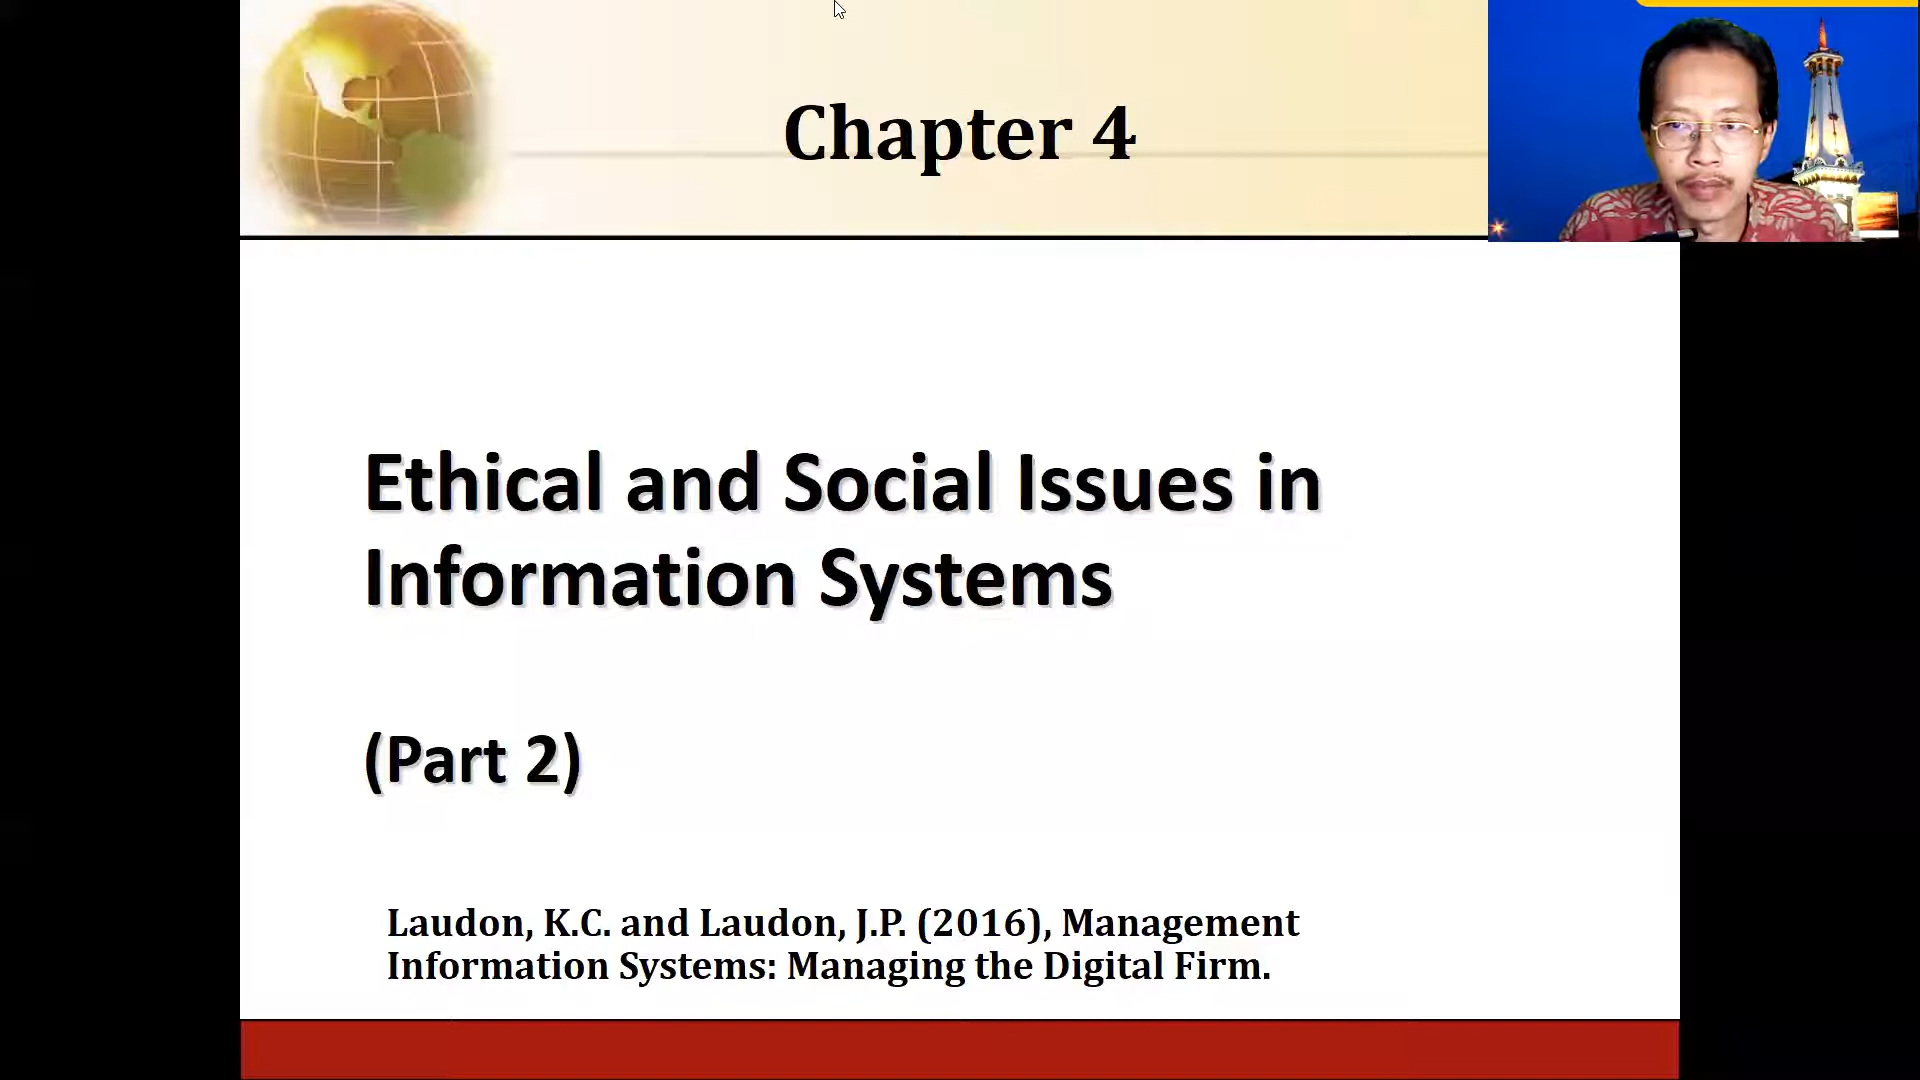 Chapter 4
Ethical and Social Issues in
Information Systems
(Part 2)
Laudon, K.C. and Laudon, J.P. (2016), Management
Information Systems: Managing the Digital Firm.